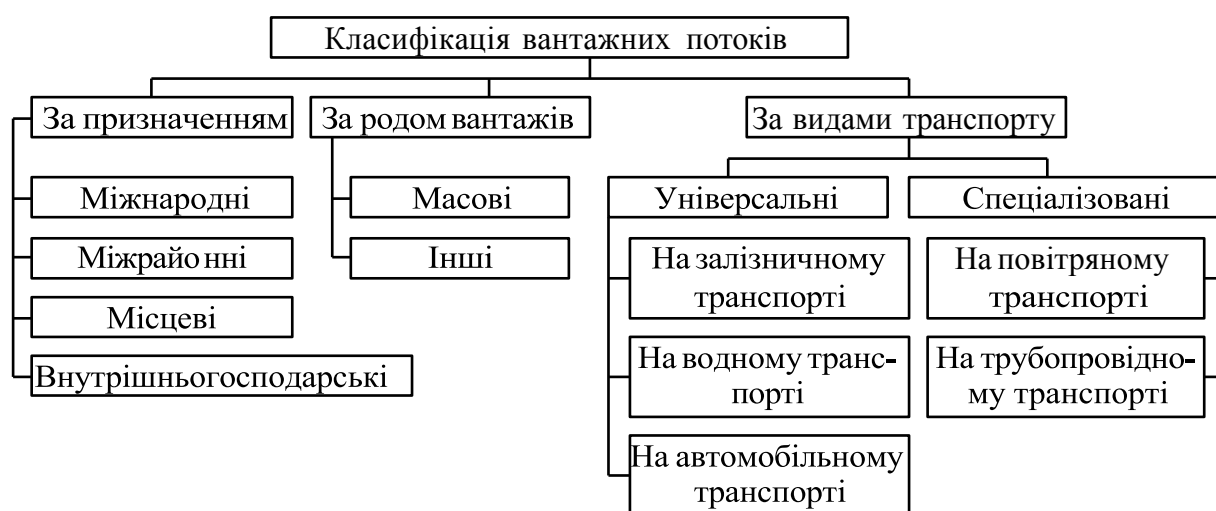 Класифікація вантажних потоків
За призначенням
Міжнародні
Міжрайонні
Місцеві
Внутрішньогосподарські
За родом вантажів
Масові
Інші
За видами транспорту
Універсальні
На залізничному
транспорті
На водному транс-
порті
На автомобільному
транспорті
Спеціалізовані
На повітряному
транспорті
На трубопровідно-
му транспорті